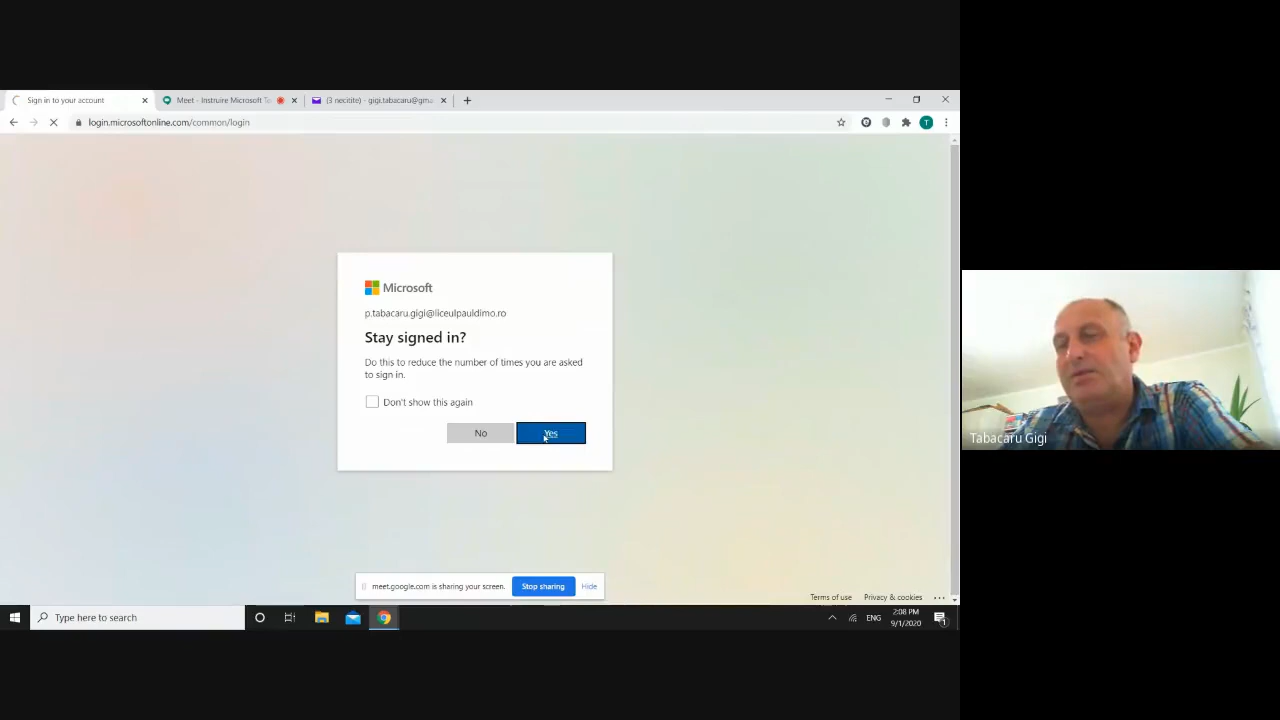 Sign in to your account
Meet - Instruire Microsoft Te
(3 necitite) - gigi.tabacaru@gma
login.microsoftonline.com/common/login
T
Microsoft
p.tabacaru.gigi@liceulpauldimo.ro
Stay signed in?
Do this to reduce the number of times you are asked
to sign in.
Don't show this again
No
Yes
Tabacaru Gigi
meet.google.com is sharing your screen.
Stop sharing
Hide
Terms of use
Privacy & cookies
Type here to search
ENG
2:08 PM
9/1/2020
1